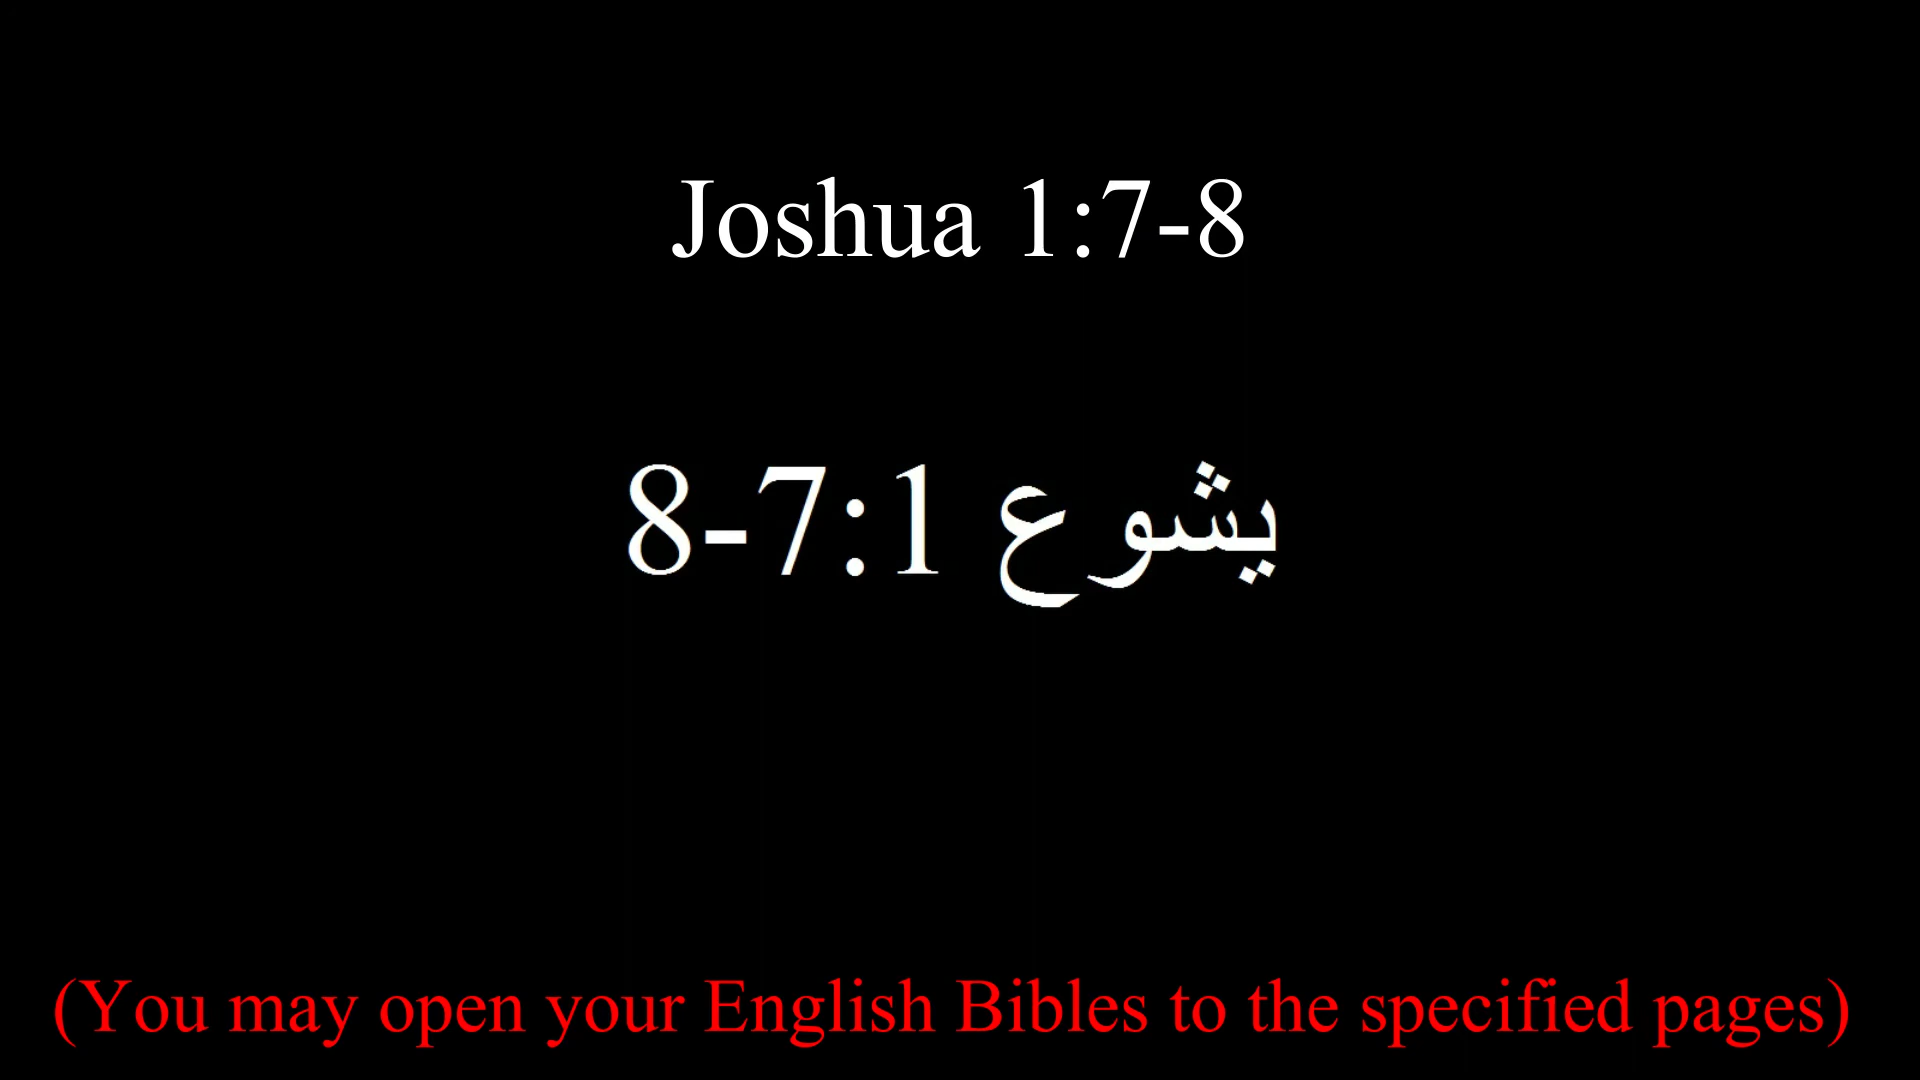 Joshua 1:7-8
يشوع 1:7-8
(You may open your English Bibles to the specified pages)